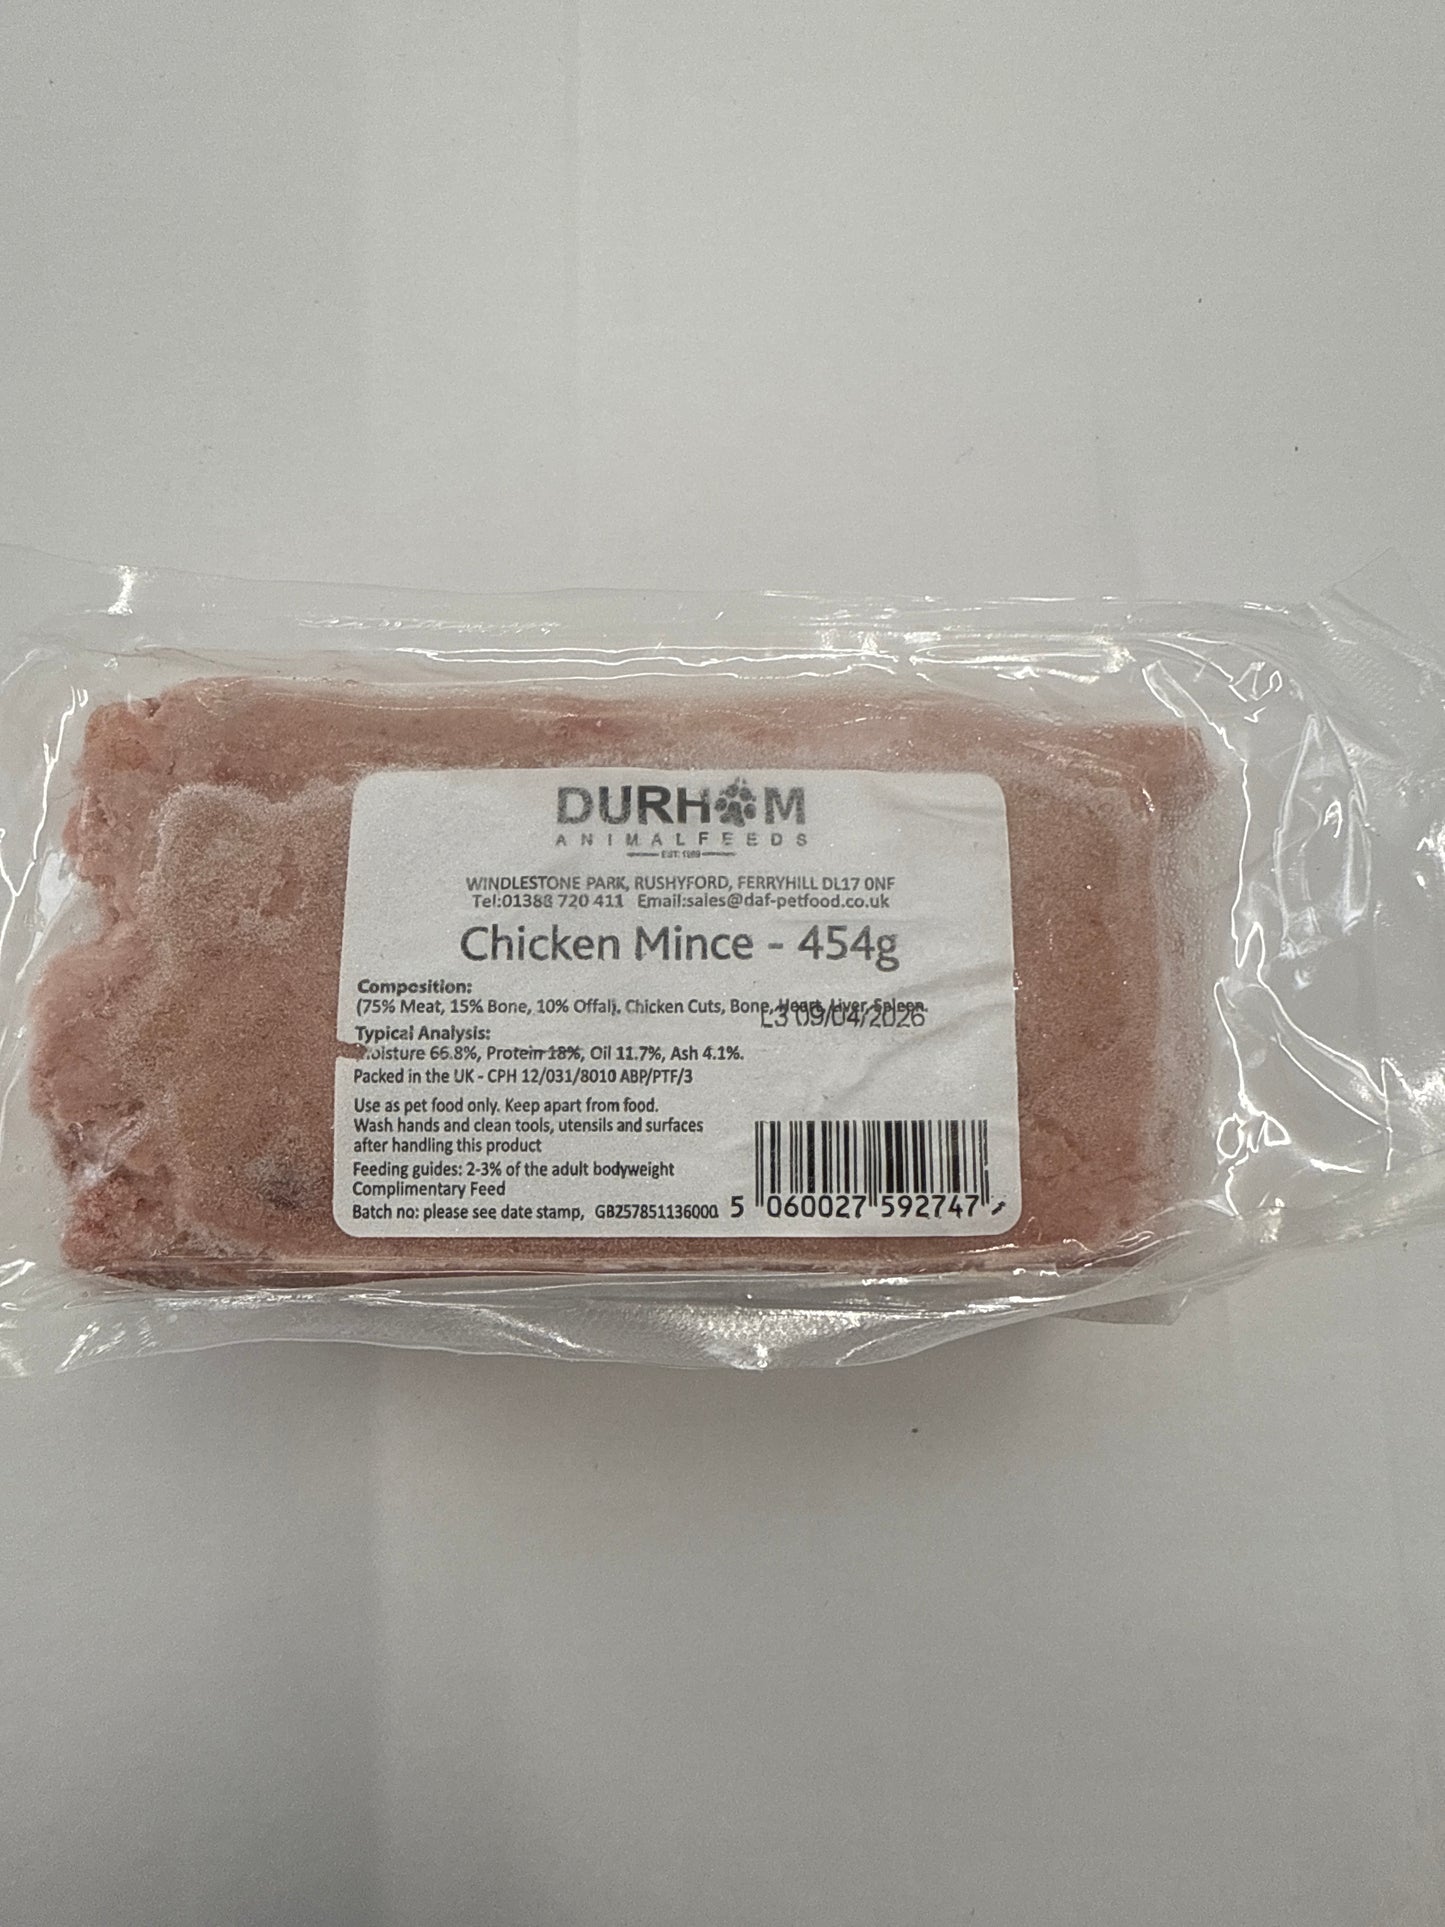 DURHAM
ANIMALFEEDS
WINDLESTONE PARK, RUSHYFORD, FERRYHILL DL17 0NF
Tel:01388 720 411 Email:sales@daf-petfood.co.uk
Chicken Mince - 454g
Composition:
(75% Meat, 15% Bone, 10% Offal), Chicken Cuts, Bone, Heart, Liver, Spleen.
L3 09/04/2026
Typical Analysis:
Moisture 66.8%, Protein 18%, Oil 11.7%, Ash 4.1%.
Packed in the UK - CPH 12/031/8010 ABP/PTF/3
Use as pet food only. Keep apart from food.
Wash hands and clean tools, utensils and surfaces
after handling this product
Feeding guides: 2-3% of the adult bodyweight
Complimentary Feed
Batch no: please see date stamp, GB257851136000
5 060027 592747